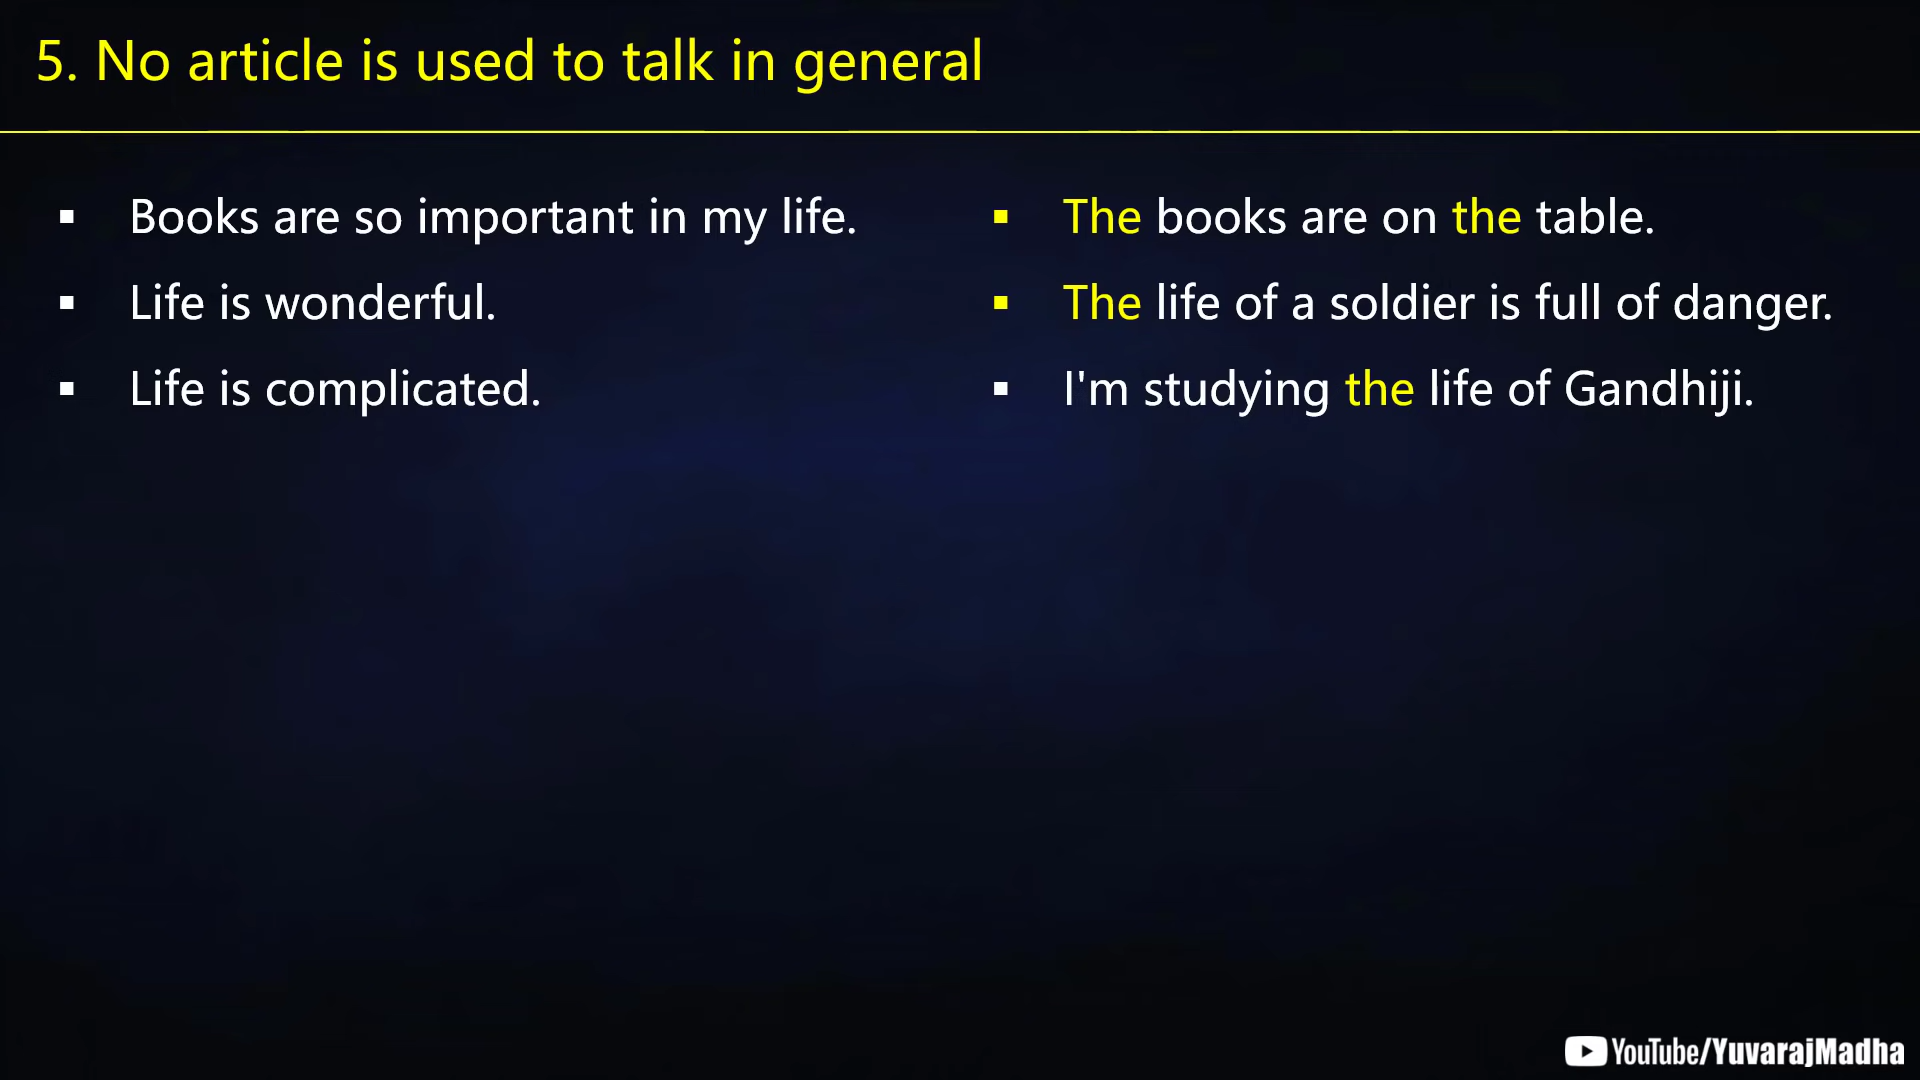 5. No article is used to talk in general
▪ Books are so important in my life.
▪ Life is wonderful.
▪ Life is complicated.
▪ The books are on the table.
▪ The life of a soldier is full of danger.
▪ I'm studying the life of Gandhiji.
YouTube/YuvarajMadha